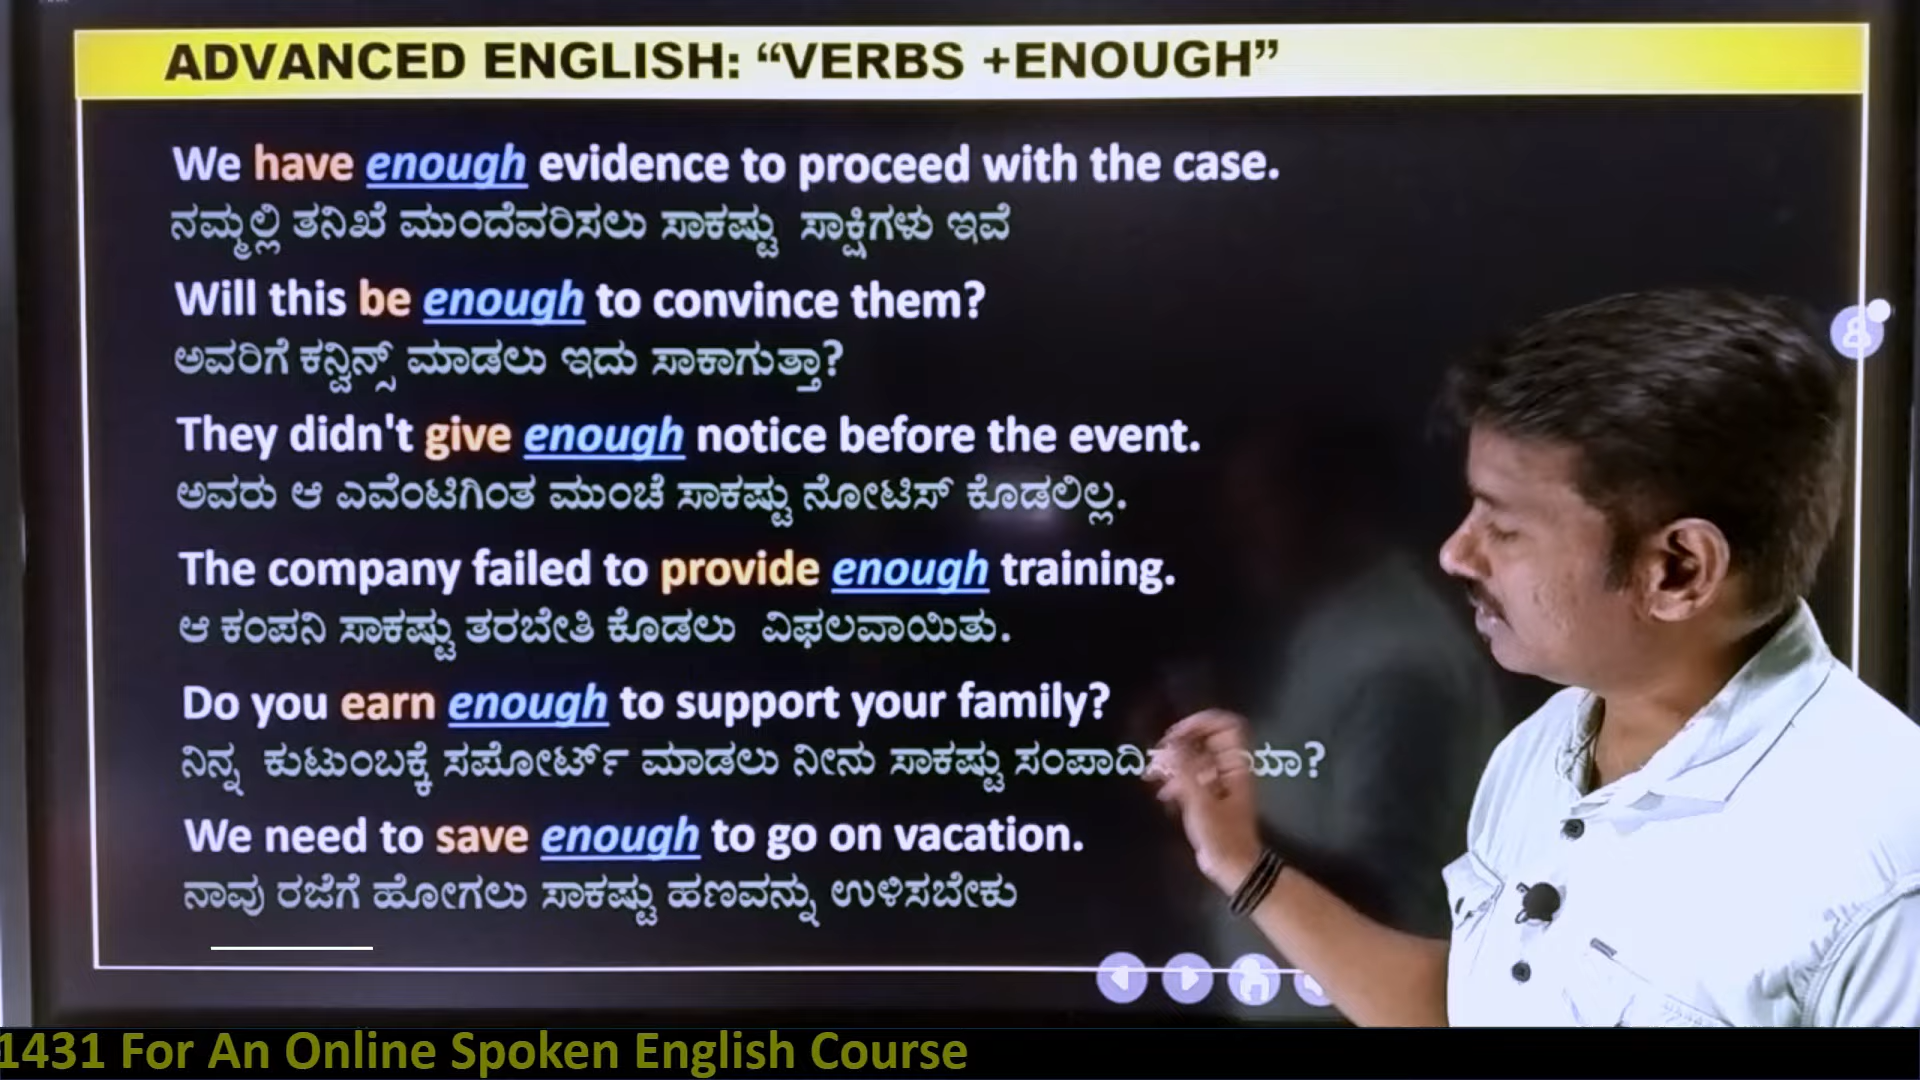 ADVANCED ENGLISH: “VERBS +ENOUGH”
We have enough evidence to proceed with the case.
ನಮ್ಮಲ್ಲಿ ತನಿಖೆ ಮುಂದೆವರಿಸಲು ಸಾಕಷ್ಟು ಸಾಕ್ಷಿಗಳು ಇವೆ
Will this be enough to convince them?
ಅವರಿಗೆ ಕನ್ವಿನ್ಸ್ ಮಾಡಲು ಇದು ಸಾಕಾಗುತ್ತಾ?
They didn't give enough notice before the event.
ಅವರು ಆ ಎವೆಂಟಿಗಿಂತ ಮುಂಚೆ ಸಾಕಷ್ಟು ನೋಟಿಸ್ ಕೊಡಲಿಲ್ಲ.
The company failed to provide enough training.
ಆ ಕಂಪನಿ ಸಾಕಷ್ಟು ತರಬೇತಿ ಕೊಡಲು ವಿಫಲವಾಯಿತು.
Do you earn enough to support your family?
ನಿನ್ನ ಕುಟುಂಬಕ್ಕೆ ಸಪೋರ್ಟ್ ಮಾಡಲು ನೀನು ಸಾಕಷ್ಟು
We need to save enough to go on vacation.
ನಾವು ರಜೆಗೆ ಹೋಗಲು ಸಾಕಷ್ಟು ಹಣವನ್ನು ಉಳಿಸಬೇಕು
1431 For An Online Spoken English Course